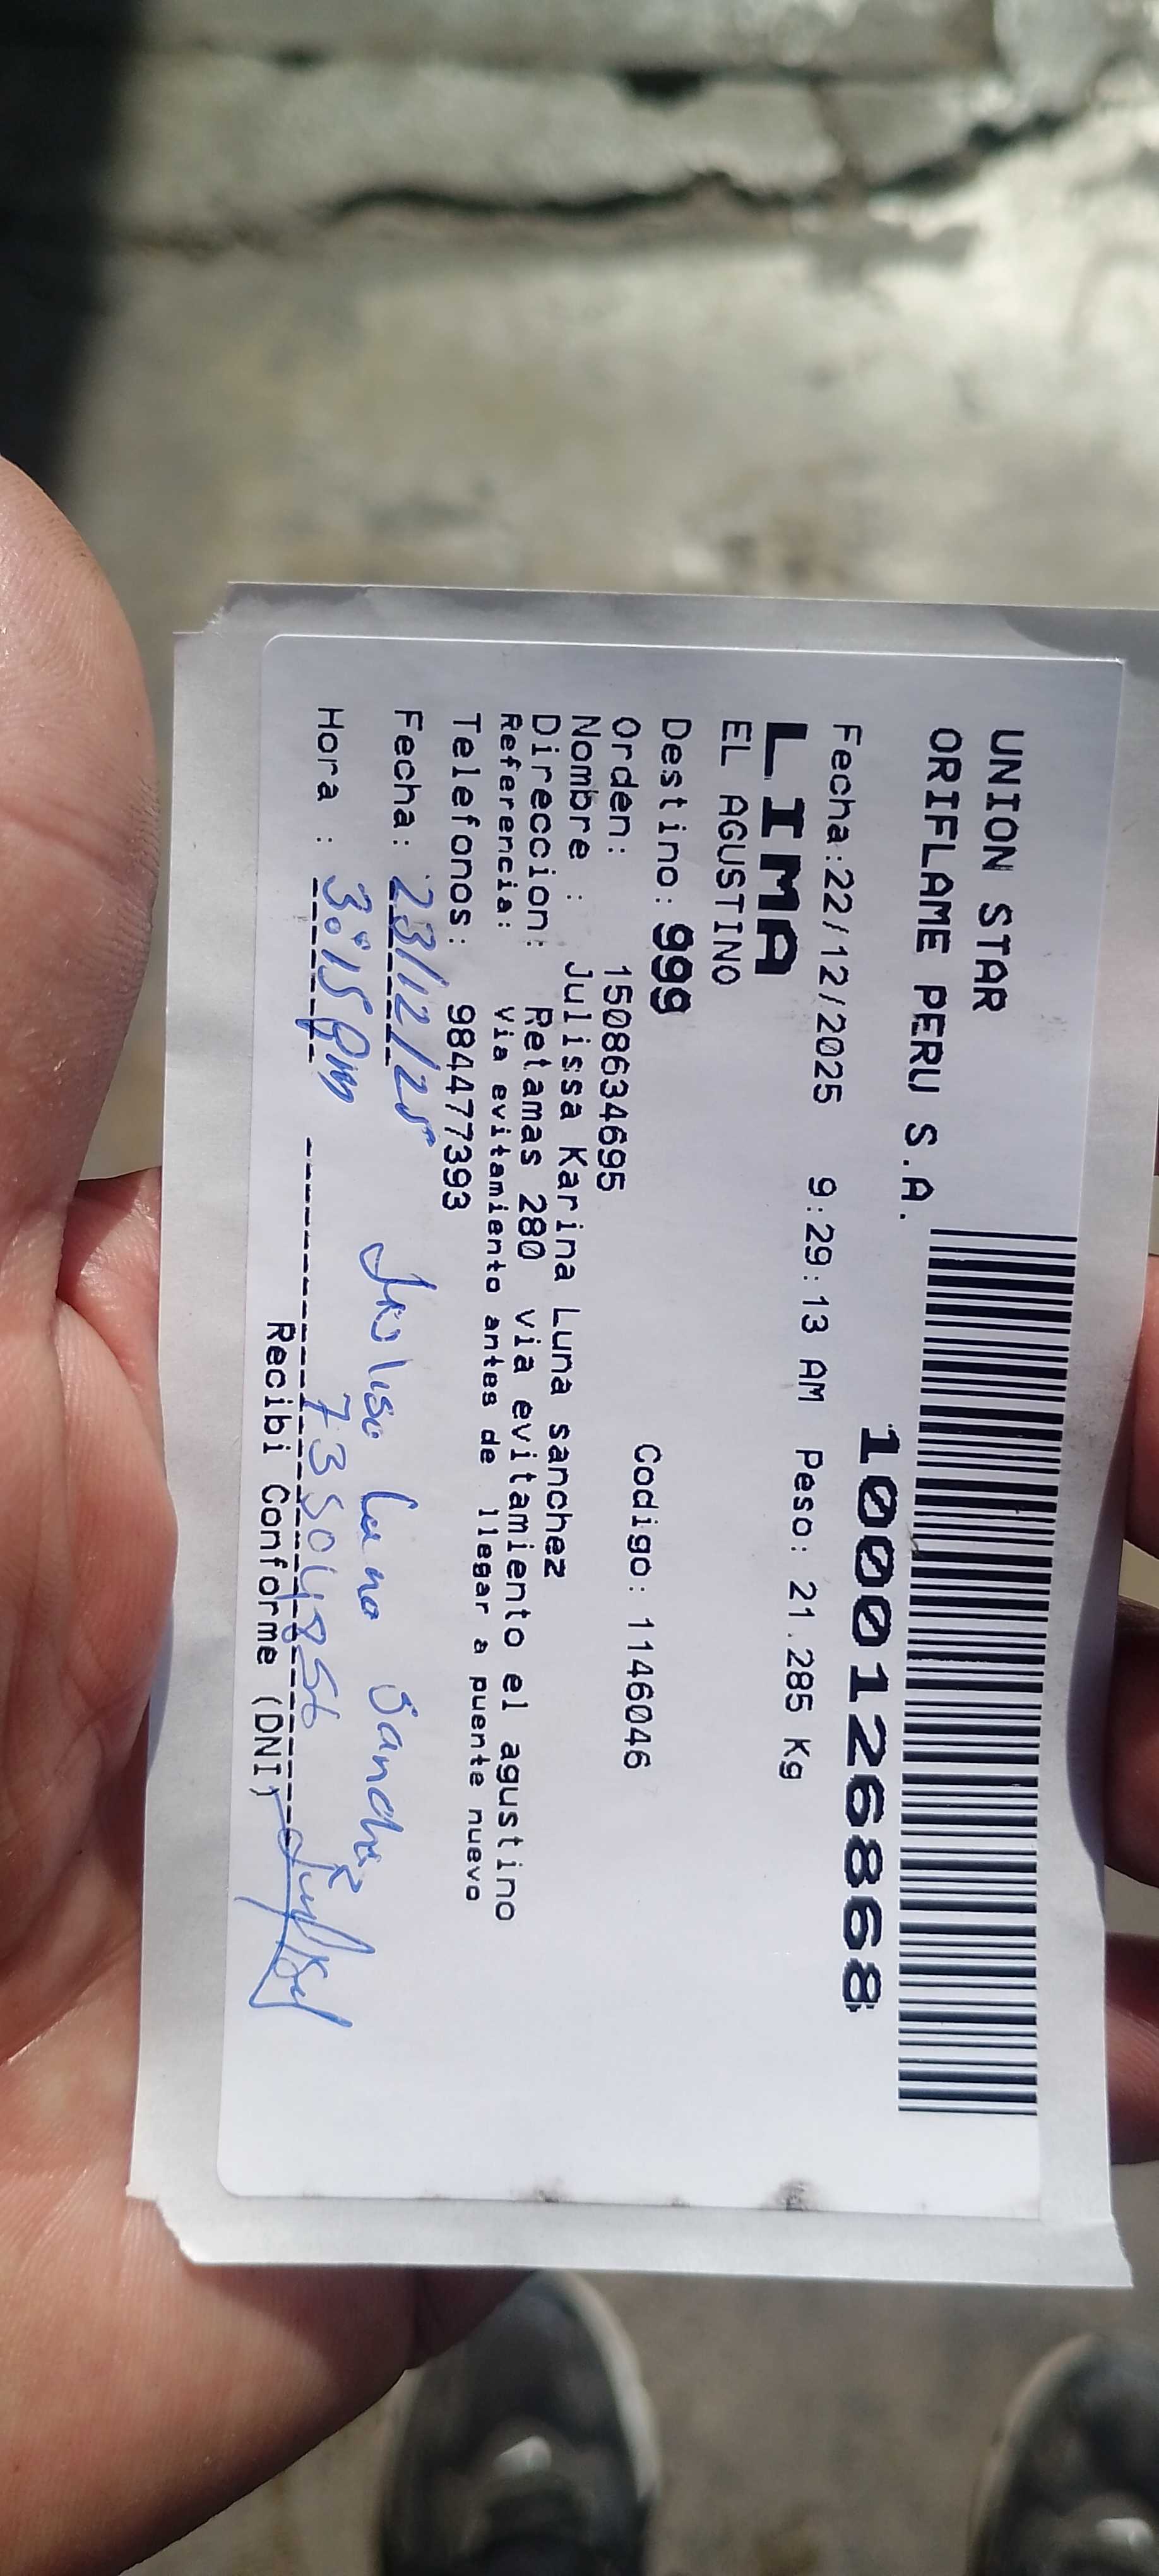 UNION STAR
ORIFLAME PERU S.A.
10001126868
Fecha:22/12/2025 9:29:13 AM Peso: 21.285 Kg
LIMA
EL AGUSTINO
Destino: 999
Codigo: 1146046
Orden: 1508634695
Nombre : Julissa Karina Luna sanchez
Direccion: Retamas 280 via evitamiento el agustino
Referencia: Via evitamiento antes de llegar a puente nuevo
Telefonos: 984477393
Fecha: 23/12/25
Luna Sanchez
Hora : 3:15 pm
Recibi Conforme (DNI)